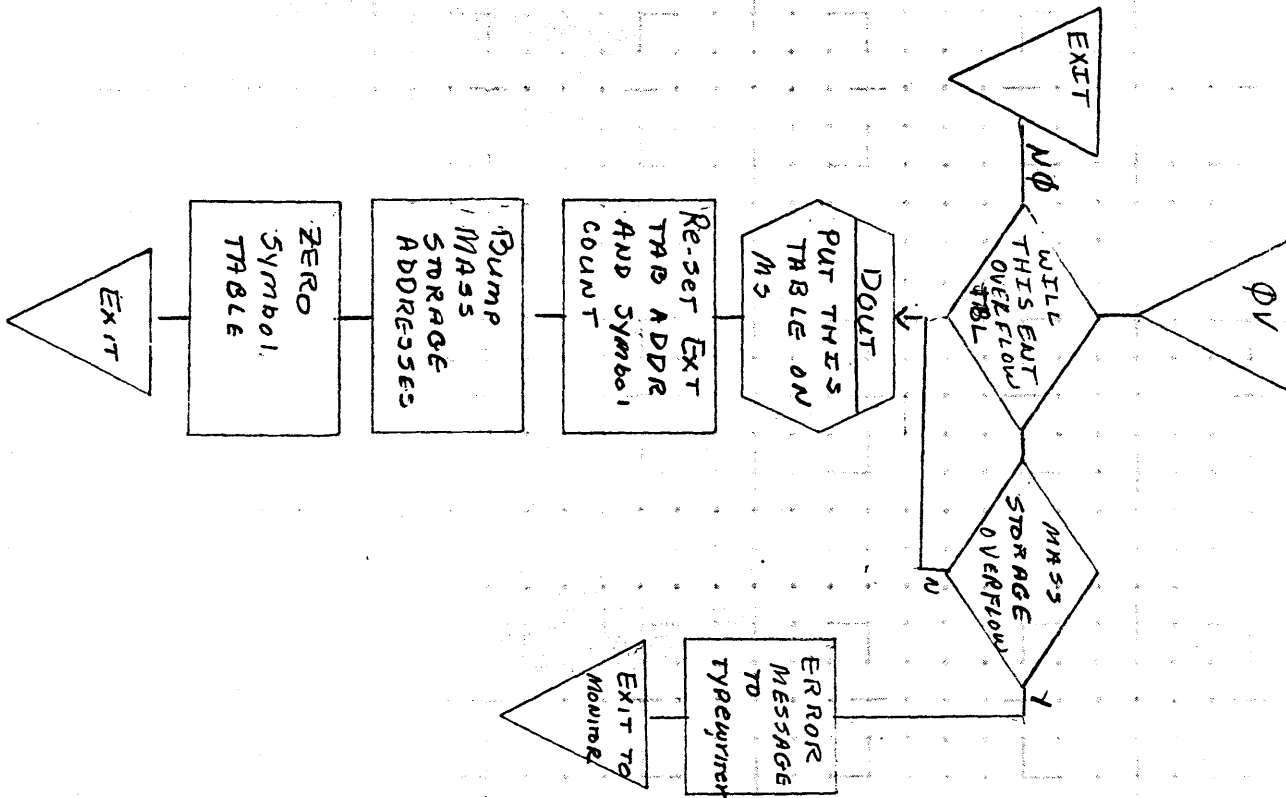 ØV
WILL
THIS ENT
OVERFLOW
TBL
NØ
EXIT
MASS
STORAGE
OVERFLOW
N
Y
DOUT
PUT THIS
TABLE ON
MS
Re-set EXT
TAB ADDR
AND Symbol
COUNT
Bump
MASS
STORAGE
ADDRESSES
ZERO
Symbol
TABLE
EXIT
ERROR
MESSAGE
TO
TYPEWRITER
EXIT TO
MONITOR